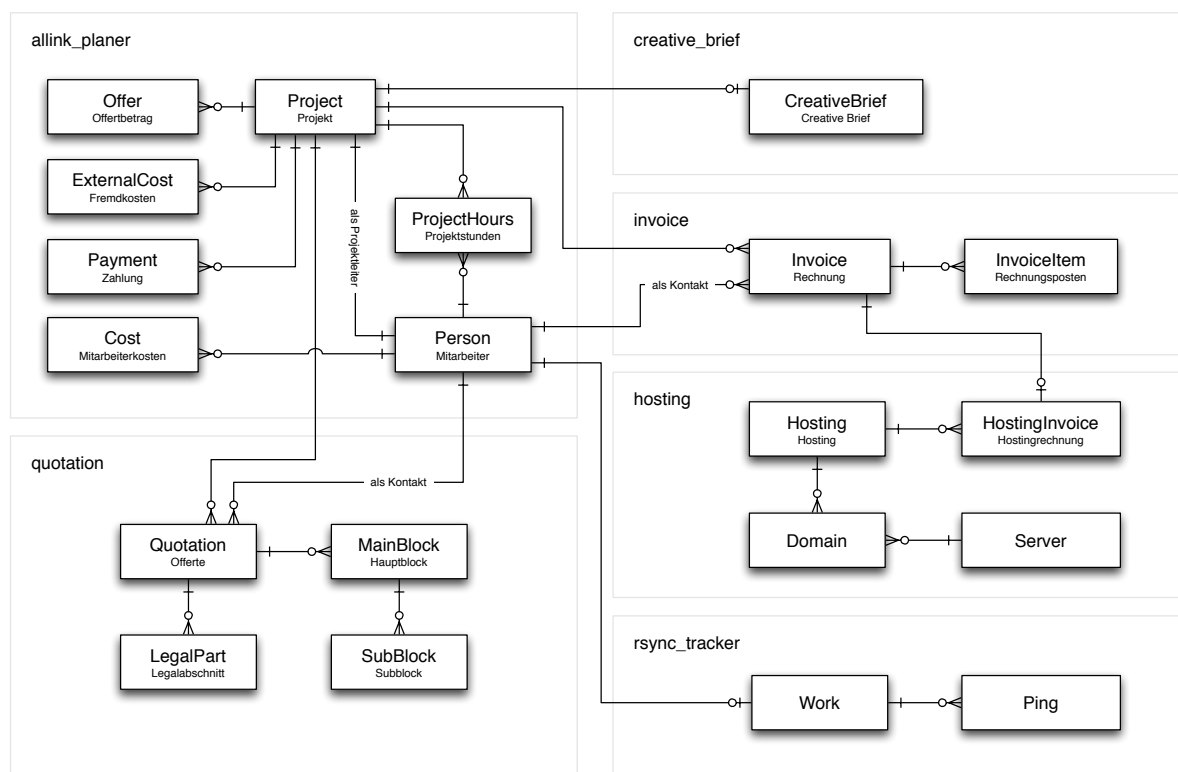 allink_planer
Offer
Offertbetrag
Project
Projekt
ExternalCost
Fremdkosten
ProjectHours
Projektstunden
als Projektleiter
Payment
Zahlung
Cost
Mitarbeiterkosten
Person
Mitarbeiter
quotation
als Kontakt
Quotation
Offerte
MainBlock
Hauptblock
LegalPart
Legalabschnitt
SubBlock
Subblock
creative_brief
CreativeBrief
Creative Brief
invoice
Invoice
Rechnung
InvoiceItem
Rechnungsposten
als Kontakt
hosting
Hosting
Hosting
HostingInvoice
Hostingrechnung
Domain
Server
rsync_tracker
Work
Ping